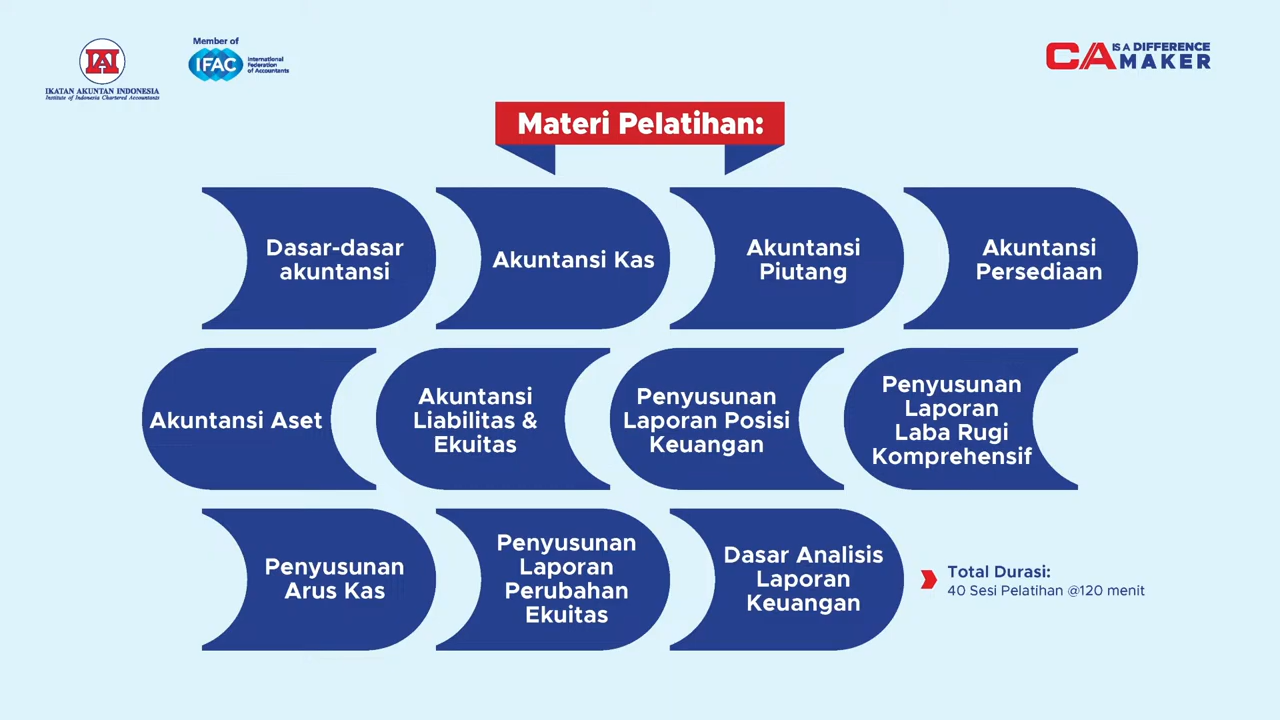 IAI
IKATAN AKUNTAN INDONESIA
Institute of Indonesia Chartered Accountants
Member of
IFAC
International
Federation
of Accountants
CA IS A DIFFERENCE
MAKER
Materi Pelatihan:
Dasar-dasar
akuntansi
Akuntansi Kas
Akuntansi
Piutang
Akuntansi
Persediaan
Akuntansi Aset
Akuntansi
Liabilitas &
Ekuitas
Penyusunan
Laporan Posisi
Keuangan
Penyusunan
Laporan
Laba Rugi
Komprehensif
Penyusunan
Arus Kas
Penyusunan
Laporan
Perubahan
Ekuitas
Dasar Analisis
Laporan
Keuangan
Total Durasi:
40 Sesi Pelatihan @120 menit